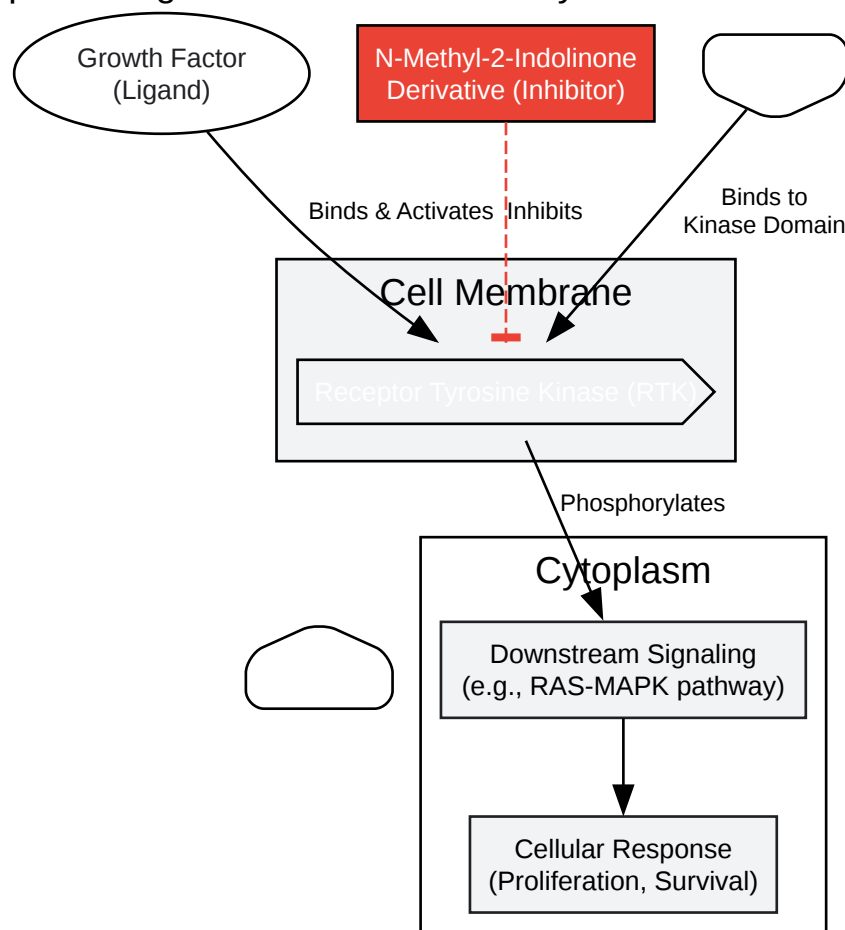 Growth Factor
(Ligand)
N-Methyl-2-Indolinone
Derivative (Inhibitor)
Binds & Activates
Inhibits
Binds to
Kinase Domain
Cell Membrane
Receptor Tyrosine Kinase (RTK)
Phosphorylates
Cytoplasm
Downstream Signaling
(e.g., RAS-MAPK pathway)
Cellular Response
(Proliferation, Survival)